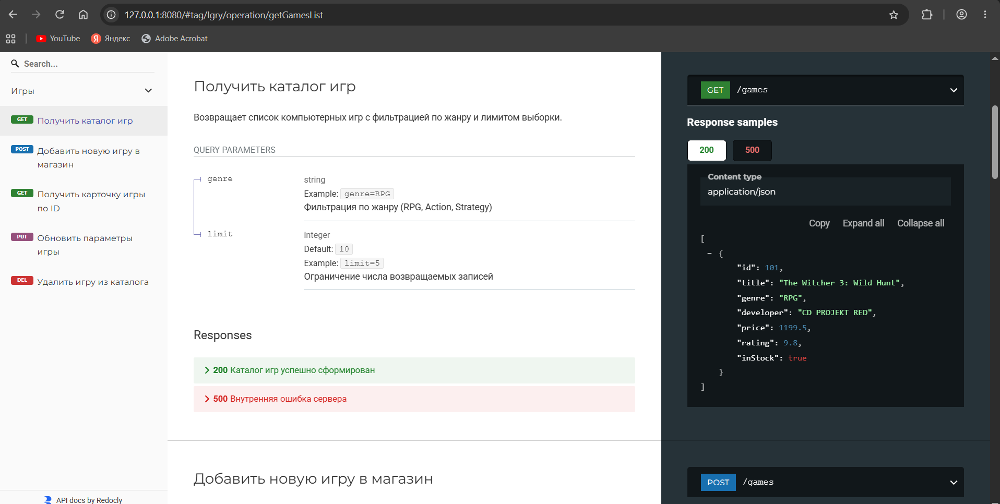 127.0.0.1:8080/#tag/Igry/operation/getGamesList
YouTube
Яндекс
Adobe Acrobat
Search...
Игры
GET Получить каталог игр
POST Добавить новую игру в
магазин
GET Получить карточку игры
по ID
PUT Обновить параметры
игры
DEL Удалить игру из каталога
API docs by Redocly
Получить каталог игр
Возвращает список компьютерных игр с фильтрацией по жанру и лимитом выборки.
QUERY PARAMETERS
genre
string
Example: genre=RPG
Фильтрация по жанру (RPG, Action, Strategy)
limit
integer
Default: 10
Example: limit=5
Ограничение числа возвращаемых записей
Responses
200 Каталог игр успешно сформирован
500 Внутренняя ошибка сервера
Добавить новую игру в магазин
GET /games
Response samples
200
500
Content type
application/json
Copy
Expand all
Collapse all
[
- {
"id": 101,
"title": "The Witcher 3: Wild Hunt",
"genre": "RPG",
"developer": "CD PROJEKT RED",
"price": 1199.5,
"rating": 9.8,
"inStock": true
}
]
POST /games